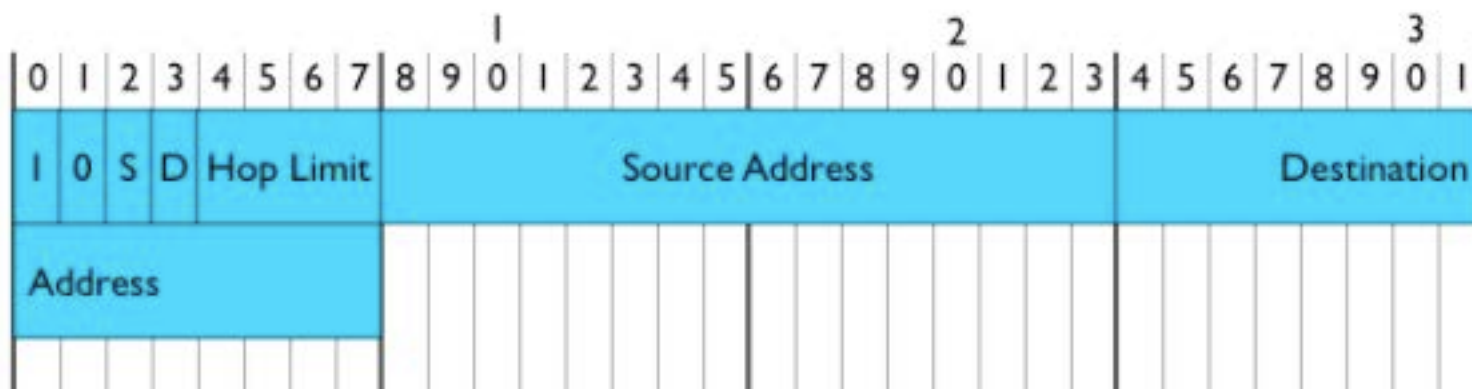 1 2 3
0 1 2 3 4 5 6 7 8 9 0 1 2 3 4 5 6 7 8 9 0 1 2 3 4 5 6 7 8 9 0 1
1 0 S D Hop Limit Source Address Destination
Address